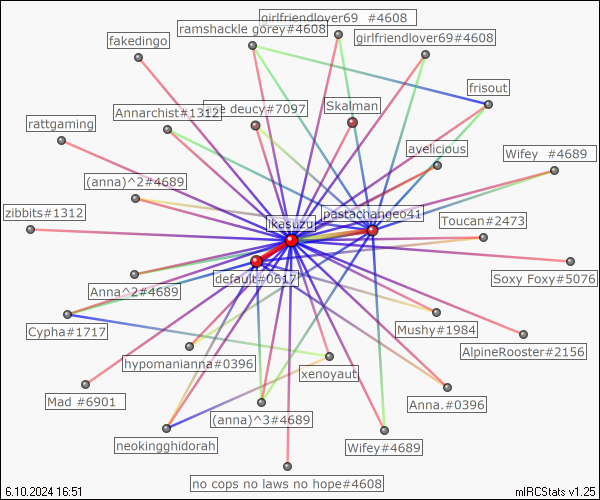 girlfriendlover69 #4608
ramshackle gorey#4608
fakedingo
girlfriendlover69#4608
frisout
Annarchist#1312
deucy#7097
Skalman
rattgaming
avelicious
Wifey #4689
(anna)^2#4689
zibbits#1312
ikasuzu
pastachangeo41
Toucan#2473
default#0617
Soxy Foxy#5076
Anna^2#4689
Cypha#1717
Mushy#1984
AlpineRooster#2156
hypomanianna#0396
xenoyaut
Mad #6901
Anna.#0396
(anna)^3#4689
neokingghidorah
Wifey#4689
no cops no laws no hope#4608
6.10.2024 16:51
mIRCStats v1.25